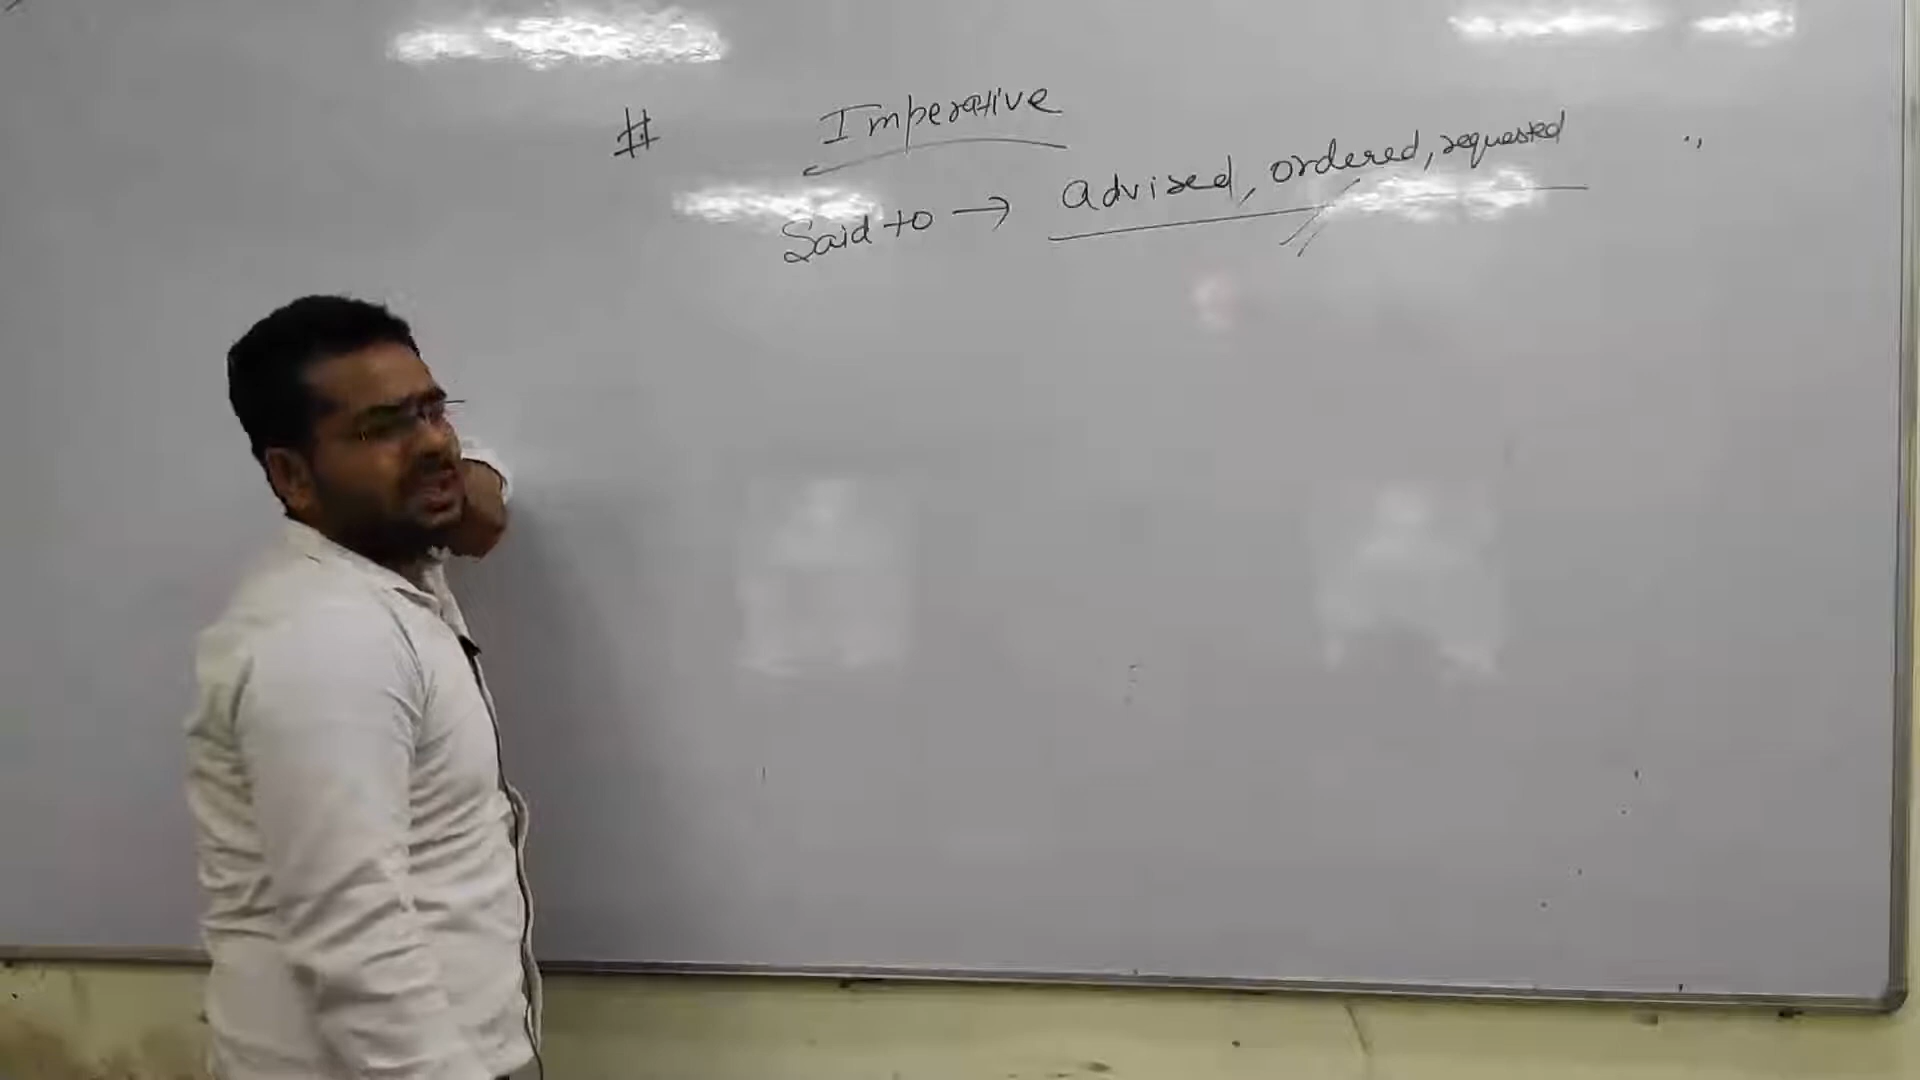 # Imperative
Said to → advised, ordered, requested